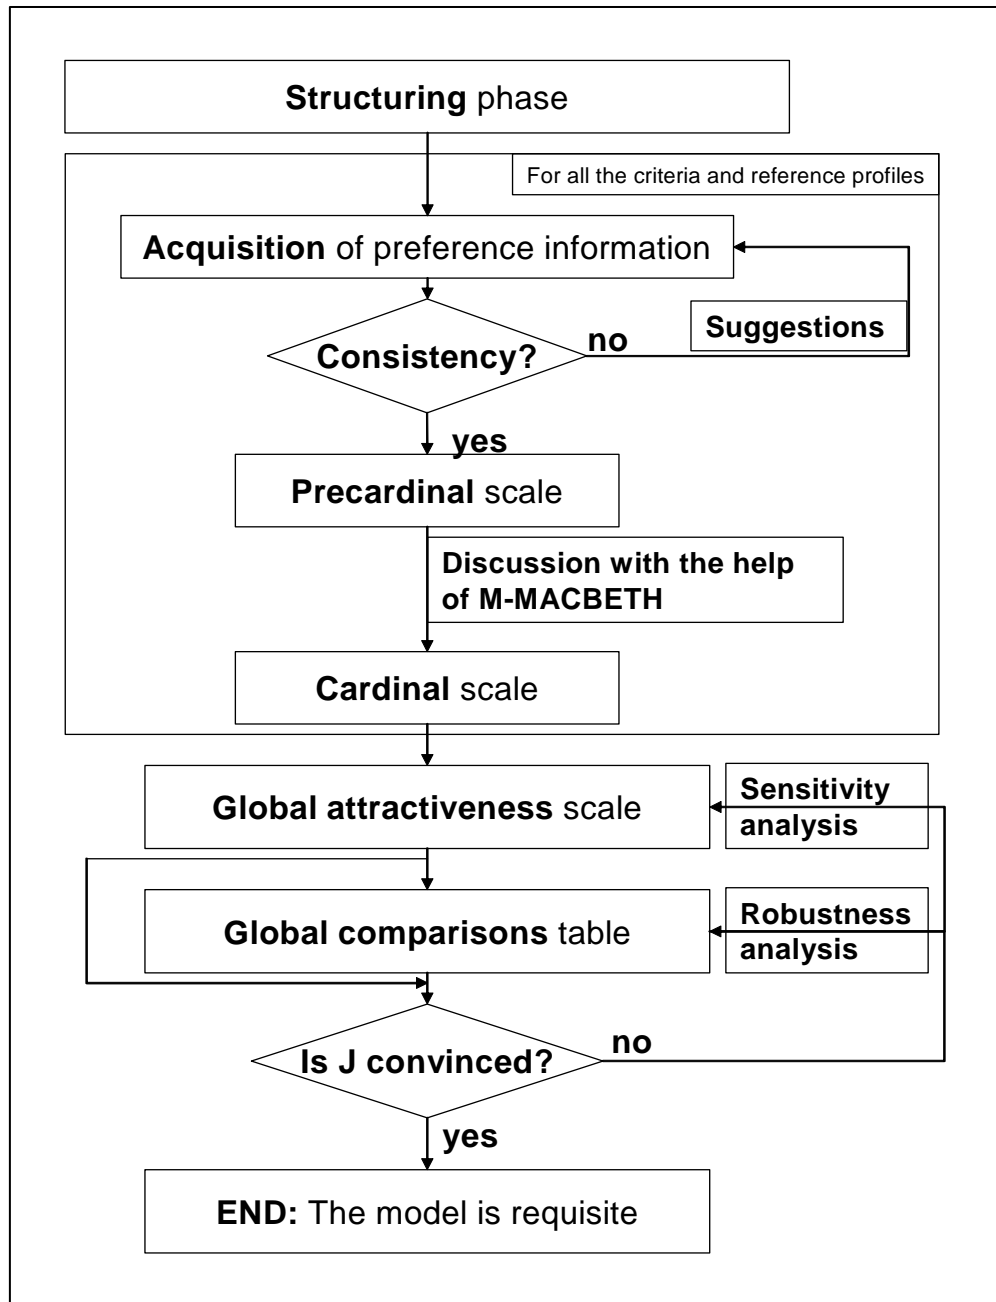 Structuring phase
For all the criteria and reference profiles
Acquisition of preference information
Suggestions
no
Consistency?
yes
Precardinal scale
Discussion with the help
of M-MACBETH
Cardinal scale
Global attractiveness scale
Sensitivity
analysis
Global comparisons table
Robustness
analysis
Is J convinced?
no
yes
END: The model is requisite